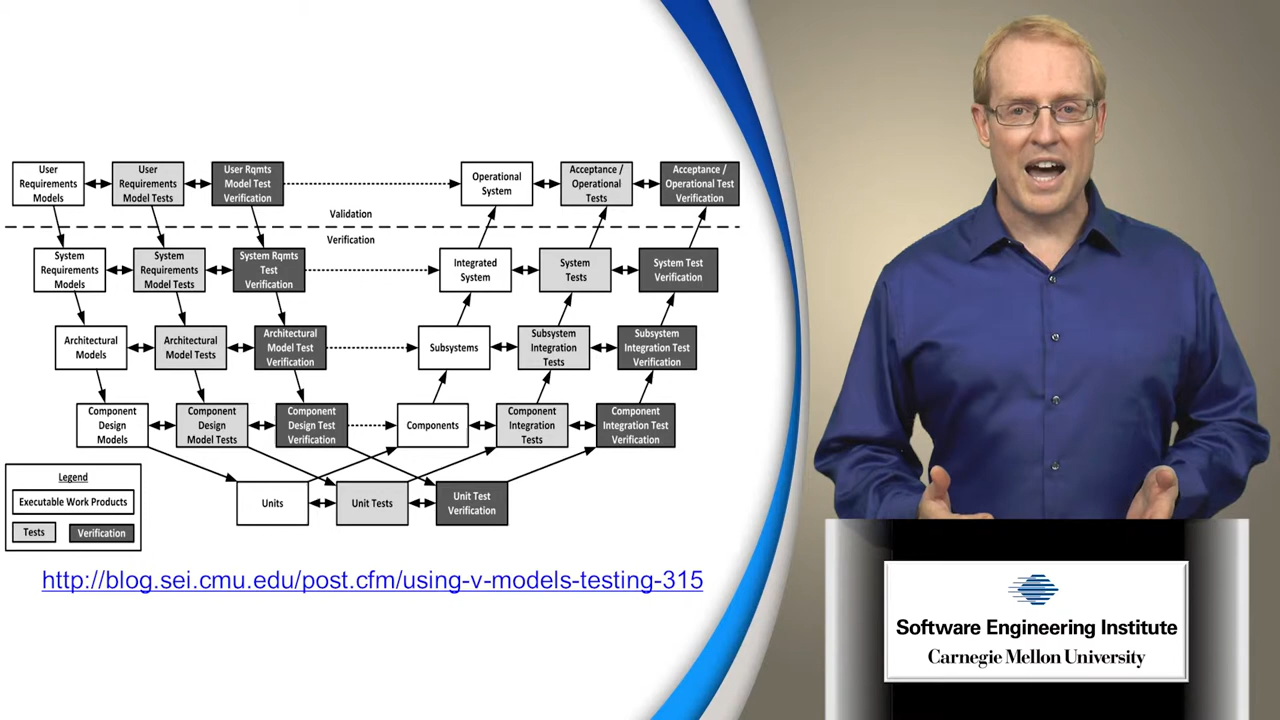 User
Requirements
Models
User
Requirements
Model Tests
User Rqmts
Model Test
Verification
Operational
System
Acceptance /
Operational
Tests
Acceptance /
Operational Test
Verification
Validation
Verification
System
Requirements
Models
System
Requirements
Model Tests
System Rqmts
Test
Verification
Integrated
System
System
Tests
System Test
Verification
Architectural
Models
Architectural
Model Tests
Architectural
Model Test
Verification
Subsystems
Subsystem
Integration
Tests
Subsystem
Integration Test
Verification
Component
Design
Models
Component
Design
Model Tests
Component
Design Test
Verification
Components
Component
Integration
Tests
Component
Integration Test
Verification
Units
Unit Tests
Unit Test
Verification
Legend
Executable Work Products
Tests
Verification
http://blog.sei.cmu.edu/post.cfm/using-v-models-testing-315
Software Engineering Institute
Carnegie Mellon University